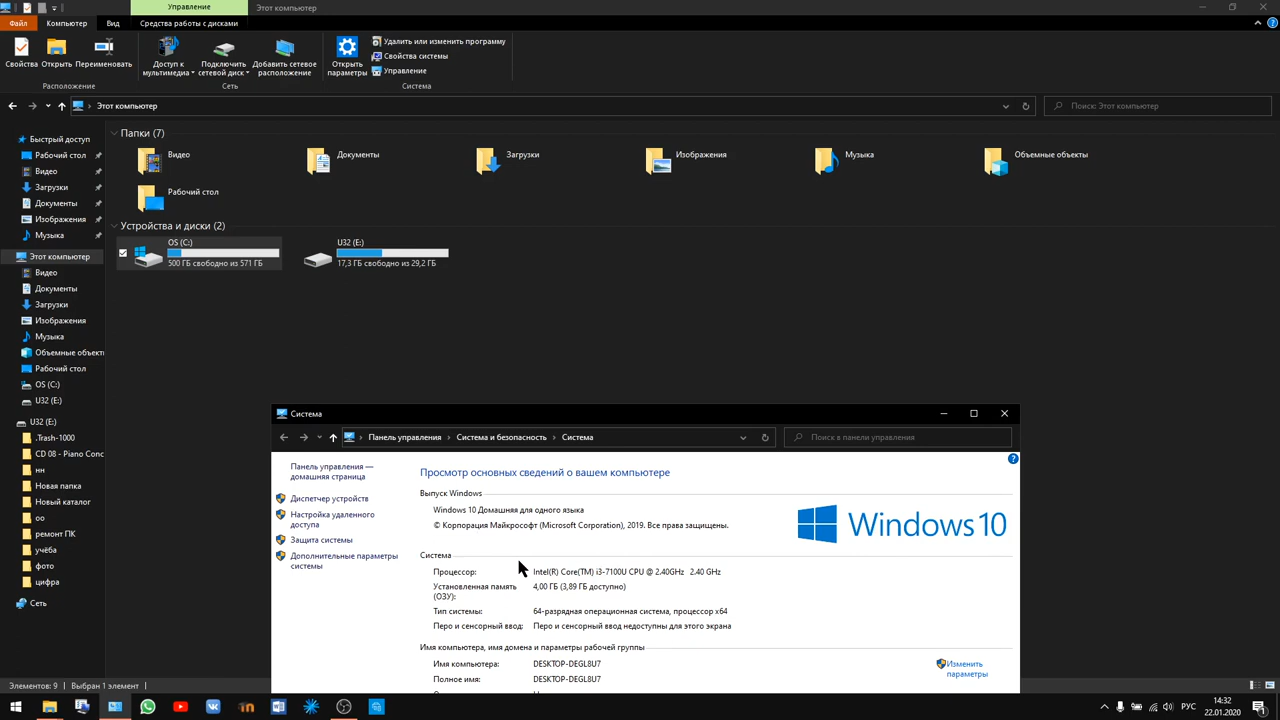 Управление
Этот компьютер
Файл
Компьютер
Вид
Средства работы с дисками
Свойства
Открыть
Переименовать
Доступ к мультимедиа
Подключить сетевой диск
Добавить сетевое расположение
Открыть параметры
Удалить или изменить программу
Свойства системы
Управление
Расположение
Сеть
Система
Этот компьютер
Поиск: Этот компьютер
Быстрый доступ
Рабочий стол
Видео
Загрузки
Документы
Изображения
Музыка
Этот компьютер
Видео
Документы
Загрузки
Изображения
Музыка
Объемные объект
Рабочий стол
OS (C:)
U32 (E:)
U32 (E:)
.Trash-1000
CD 08 - Piano Conc
нн
Новая папка
Новый каталог
оо
ремонт ПК
учёба
фото
цифра
Сеть
Папки (7)
Видео
Документы
Загрузки
Изображения
Музыка
Объемные объекты
Рабочий стол
Устройства и диски (2)
OS (C:)
500 ГБ свободно из 571 ГБ
U32 (E:)
17,3 ГБ свободно из 29,2 ГБ
Система
Панель управления
Система и безопасность
Система
Поиск в панели управления
Панель управления —
домашняя страница
Диспетчер устройств
Настройка удаленного
доступа
Защита системы
Дополнительные параметры
системы
Просмотр основных сведений о вашем компьютере
Выпуск Windows
Windows 10 Домашняя для одного языка
© Корпорация Майкрософт (Microsoft Corporation), 2019. Все права защищены.
Windows 10
Система
Процессор: Intel(R) Core(TM) i3-7100U CPU @ 2.40GHz 2.40 GHz
Установленная память
(ОЗУ):
4,00 ГБ (3,89 ГБ доступно)
Тип системы: 64-разрядная операционная система, процессор x64
Перо и сенсорный ввод: Перо и сенсорный ввод недоступны для этого экрана
Имя компьютера, имя домена и параметры рабочей группы
Имя компьютера: DESKTOP-DEGL8U7
Полное имя: DESKTOP-DEGL8U7
Изменить
параметры
Элементов: 9
Выбран 1 элемент
РУС
14:32
22.01.2020